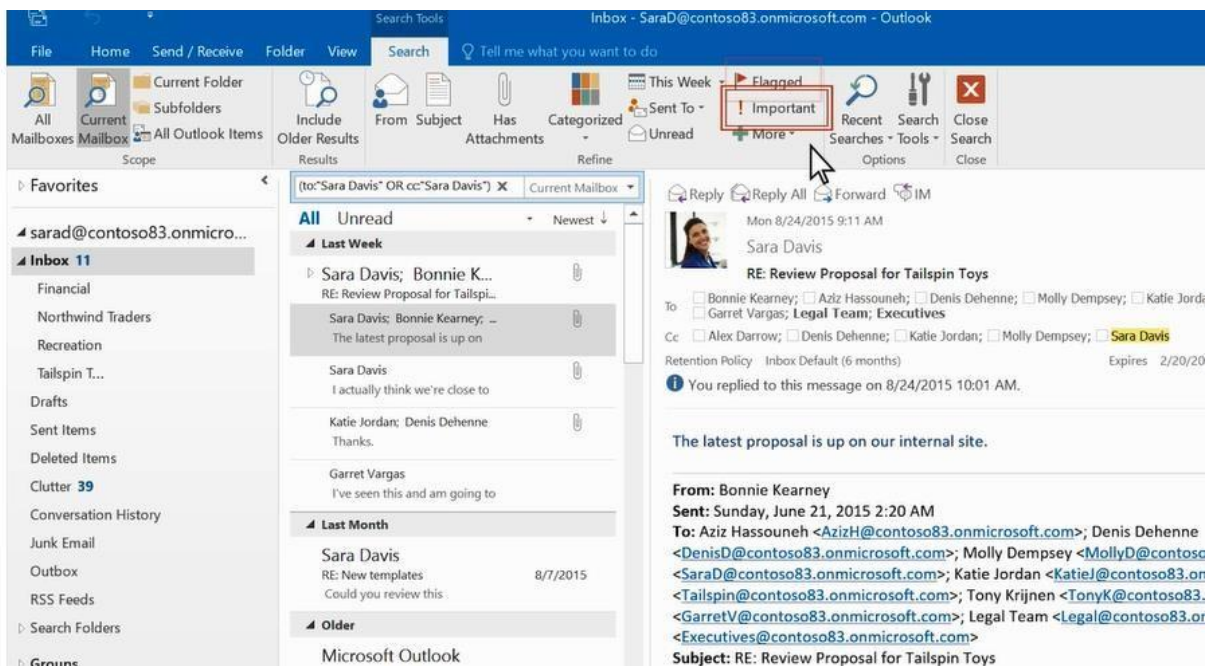 Search Tools
Inbox - SaraD@contoso83.onmicrosoft.com - Outlook
File Home Send / Receive Folder View Search Tell me what you want to do
All Mailboxes
Current Mailbox
Current Folder
Subfolders
All Outlook Items
Scope
Include Older Results
Results
From
Subject
Has Attachments
Categorized
This Week
Sent To
Unread
Flagged
! Important
More
Refine
Recent Searches
Search Tools
Options
Close Search
Close
Favorites
sarad@contoso83.onmicro...
Inbox 11
Financial
Northwind Traders
Recreation
Tailspin T...
Drafts
Sent Items
Deleted Items
Clutter 39
Conversation History
Junk Email
Outbox
RSS Feeds
Search Folders
Groups
(to:"Sara Davis" OR cc:"Sara Davis") X Current Mailbox
All Unread Newest ↓
Last Week
Sara Davis; Bonnie K...
RE: Review Proposal for Tailspi...
Sara Davis; Bonnie Kearney; ...
The latest proposal is up on
Sara Davis
I actually think we're close to
Katie Jordan; Denis Dehenne
Thanks.
Garret Vargas
I've seen this and am going to
Last Month
Sara Davis
RE: New templates 8/7/2015
Could you review this
Older
Microsoft Outlook
Reply Reply All Forward IM
Mon 8/24/2015 9:11 AM
Sara Davis
RE: Review Proposal for Tailspin Toys
To Bonnie Kearney; Aziz Hassouneh; Denis Dehenne; Molly Dempsey; Katie Jorda
Garret Vargas; Legal Team; Executives
Cc Alex Darrow; Denis Dehenne; Katie Jordan; Molly Dempsey; Sara Davis
Retention Policy Inbox Default (6 months) Expires 2/20/20
You replied to this message on 8/24/2015 10:01 AM.
The latest proposal is up on our internal site.
From: Bonnie Kearney
Sent: Sunday, June 21, 2015 2:20 AM
To: Aziz Hassouneh <AzizH@contoso83.onmicrosoft.com>; Denis Dehenne
<DenisD@contoso83.onmicrosoft.com>; Molly Dempsey <MollyD@contoso
<SaraD@contoso83.onmicrosoft.com>; Katie Jordan <KatieJ@contoso83.on
<Tailspin@contoso83.onmicrosoft.com>; Tony Krijnen <TonyK@contoso83.
<GarretV@contoso83.onmicrosoft.com>; Legal Team <Legal@contoso83.on
<Executives@contoso83.onmicrosoft.com>
Subject: RE: Review Proposal for Tailspin Toys